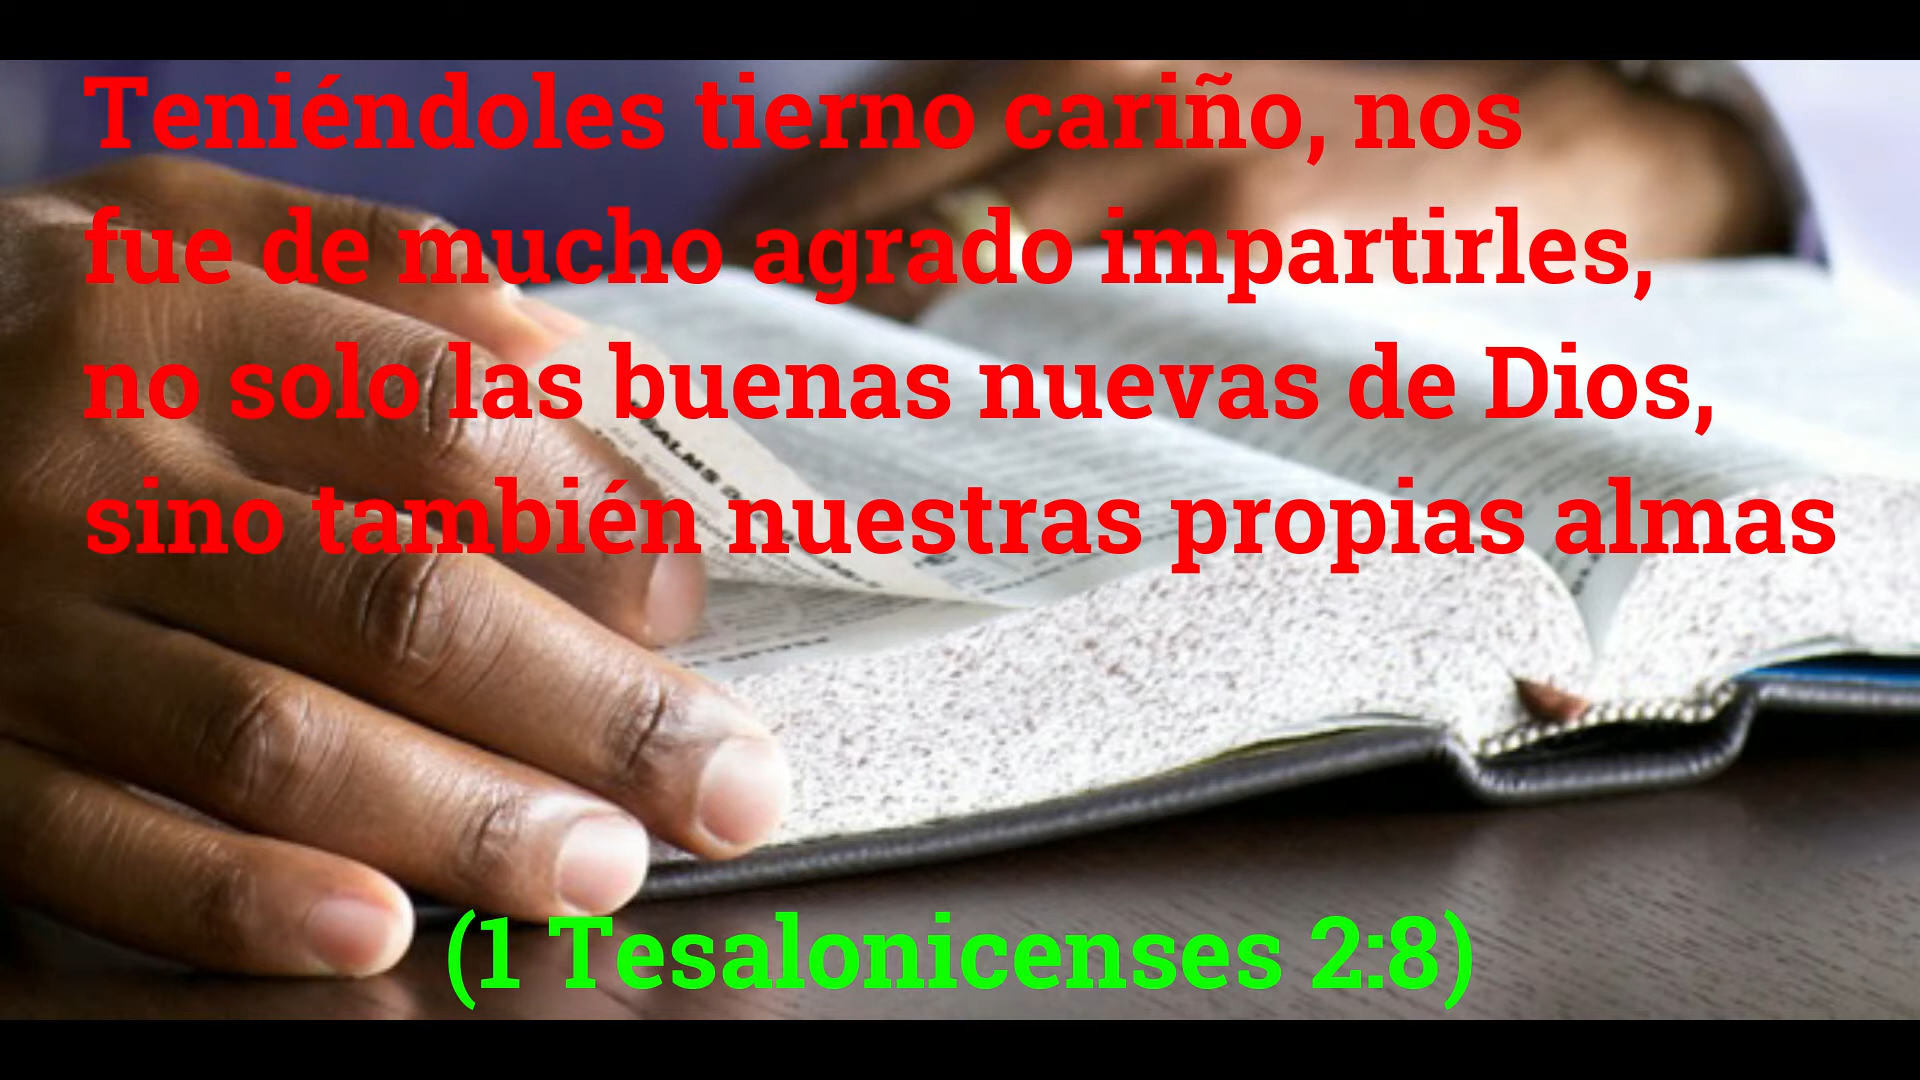 Teniéndoles tierno cariño, nos
fue de mucho agrado impartirles,
no solo las buenas nuevas de Dios,
sino también nuestras propias almas
PSALMS
(1 Tesalonicenses 2:8)